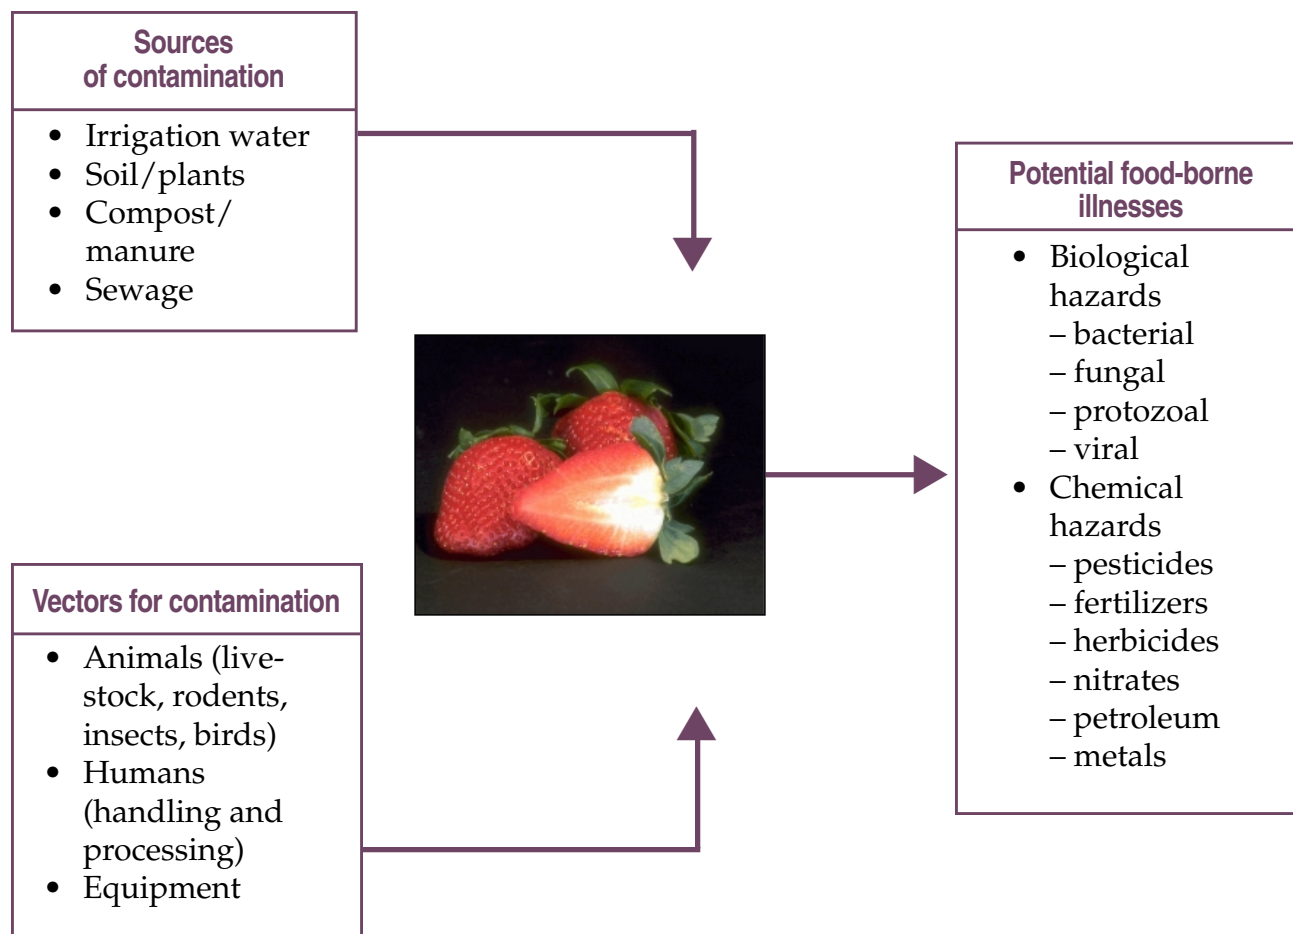 Sources
of contamination
• Irrigation water
• Soil/plants
• Compost/
manure
• Sewage
Vectors for contamination
• Animals (live-
stock, rodents,
insects, birds)
• Humans
(handling and
processing)
• Equipment
Potential food-borne
illnesses
• Biological
hazards
– bacterial
– fungal
– protozoal
– viral
• Chemical
hazards
– pesticides
– fertilizers
– herbicides
– nitrates
– petroleum
– metals